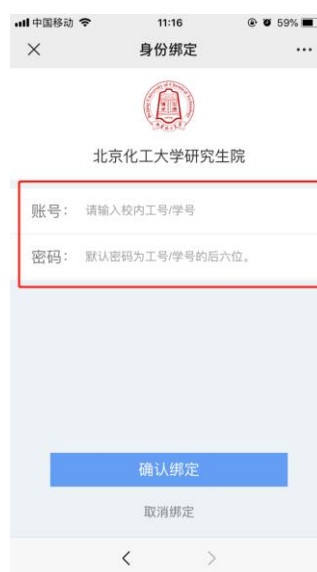 中国移动 11:16 59%
身份绑定
北京化工大学研究生院
账号： 请输入校内工号/学号
密码： 默认密码为工号/学号的后六位。
确认绑定
取消绑定